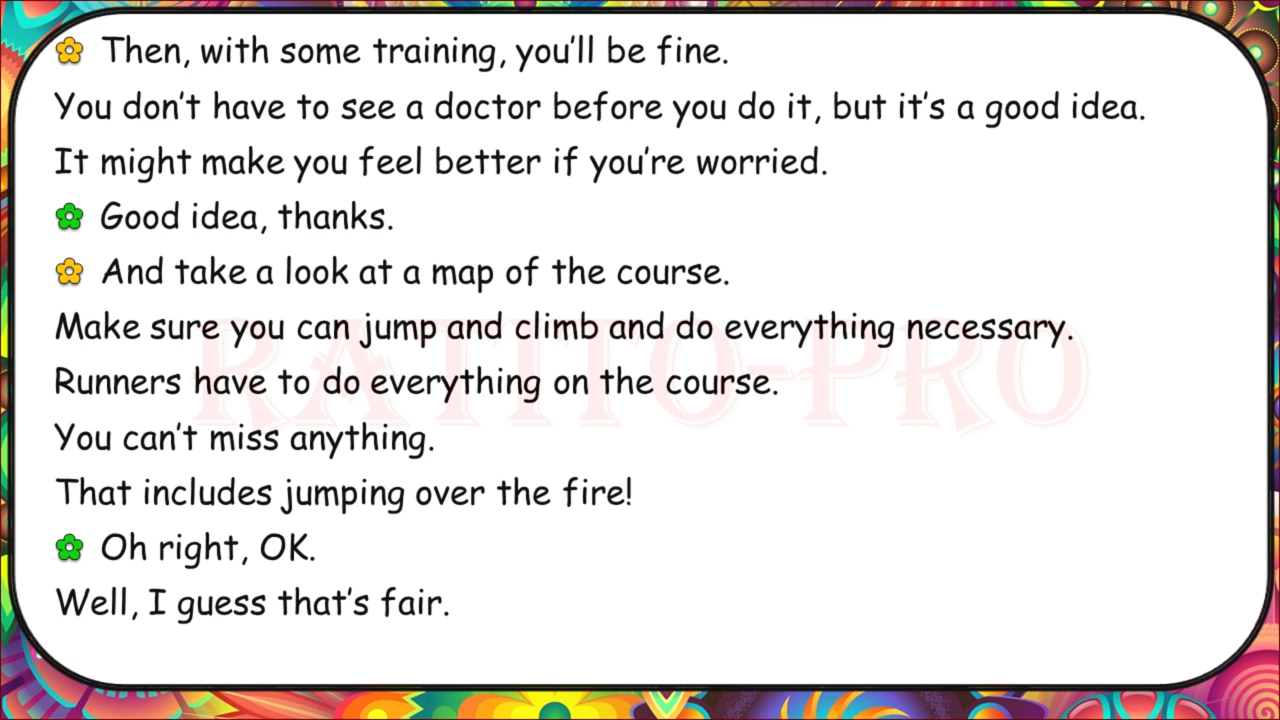 Then, with some training, you'll be fine.
You don't have to see a doctor before you do it, but it's a good idea.
It might make you feel better if you're worried.
Good idea, thanks.
And take a look at a map of the course.
Make sure you can jump and climb and do everything necessary.
RATITO-PRO
Runners have to do everything on the course.
You can't miss anything.
That includes jumping over the fire!
Oh right, OK.
Well, I guess that's fair.